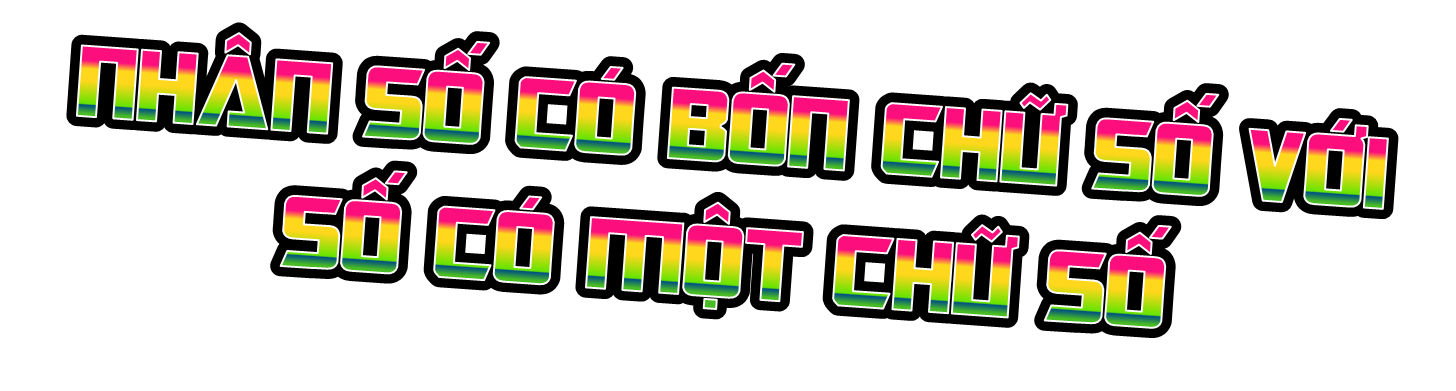 NHÂN SỐ CÓ BỐN CHỮ SỐ VỚI
SỐ CÓ MỘT CHỮ SỐ